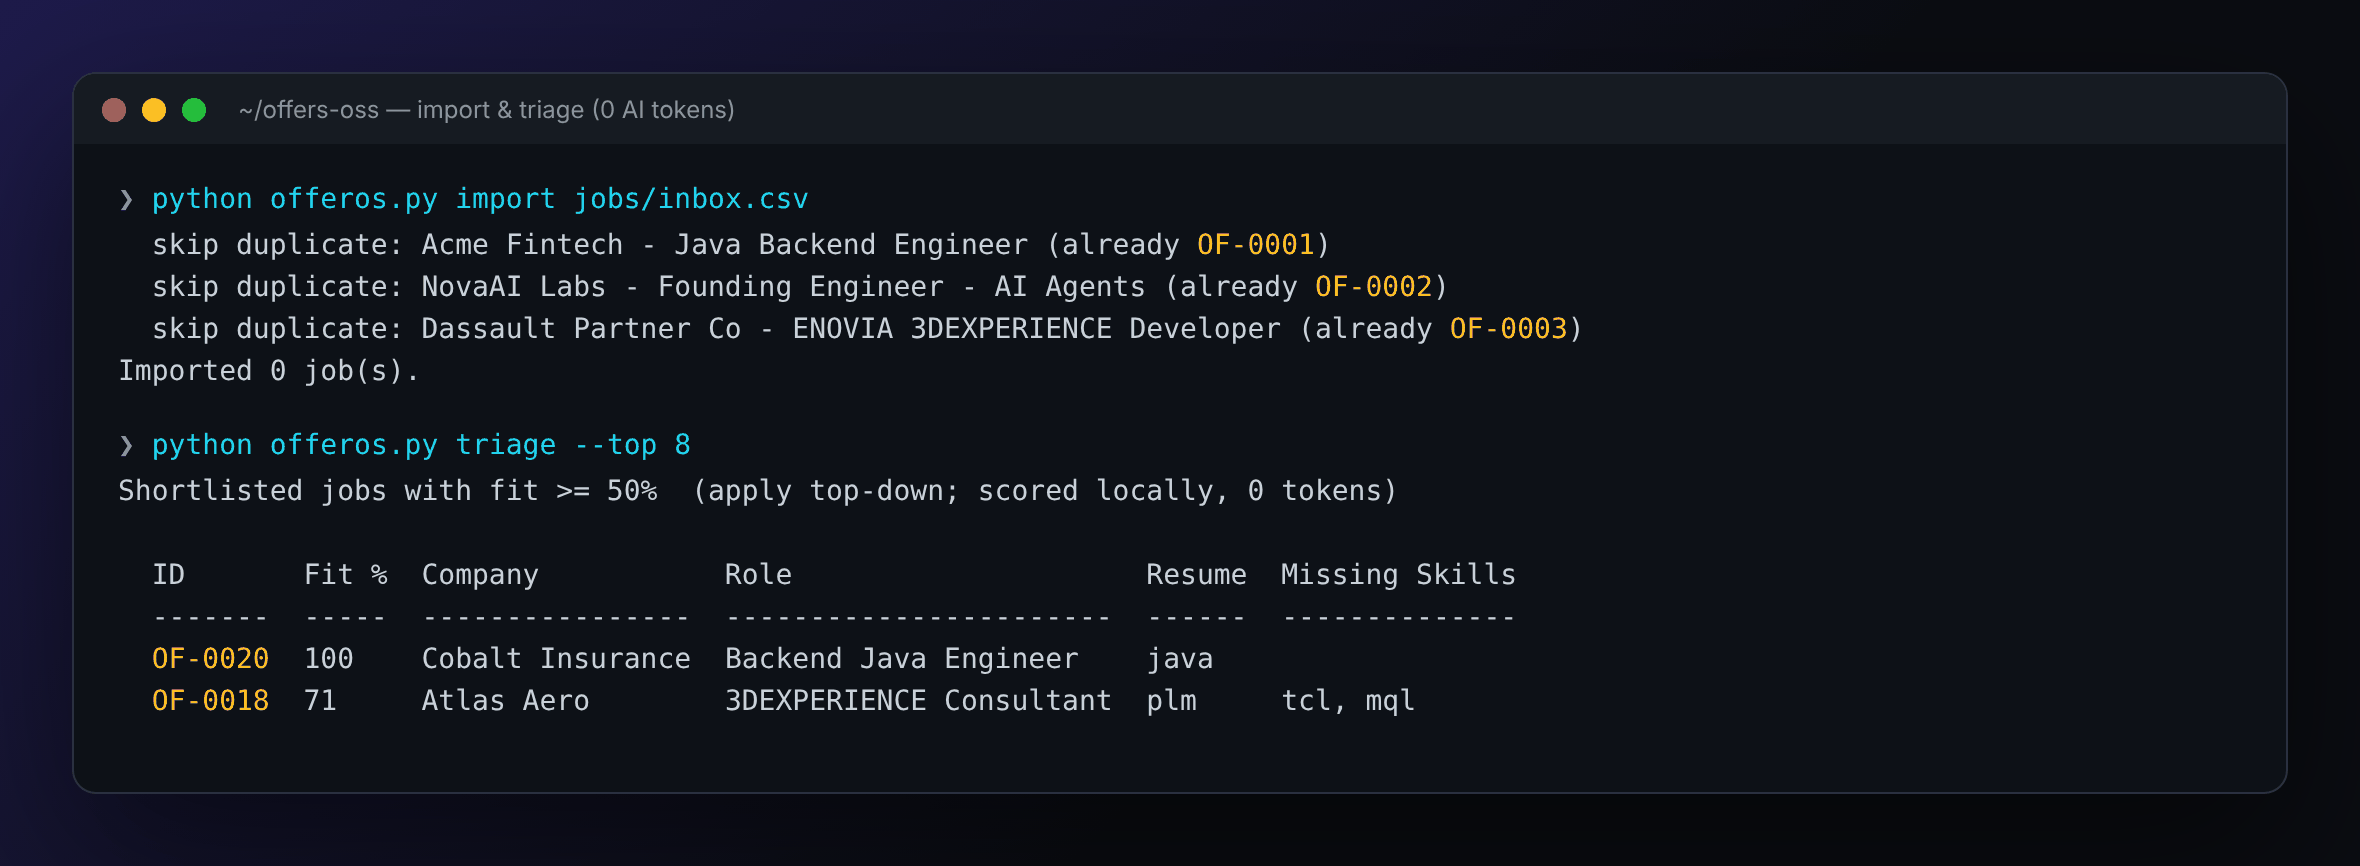 ~/offers-oss — import & triage (0 AI tokens)
❯ python offeros.py import jobs/inbox.csv
  skip duplicate: Acme Fintech - Java Backend Engineer (already OF-0001)
  skip duplicate: NovaAI Labs - Founding Engineer - AI Agents (already OF-0002)
  skip duplicate: Dassault Partner Co - ENOVIA 3DEXPERIENCE Developer (already OF-0003)
Imported 0 job(s).
❯ python offeros.py triage --top 8
Shortlisted jobs with fit >= 50%  (apply top-down; scored locally, 0 tokens)
  ID       Fit %  Company           Role                     Resume  Missing Skills
  -------  -----  ----------------  -----------------------  ------  --------------
  OF-0020  100    Cobalt Insurance  Backend Java Engineer    java
  OF-0018  71     Atlas Aero        3DEXPERIENCE Consultant  plm     tcl, mql